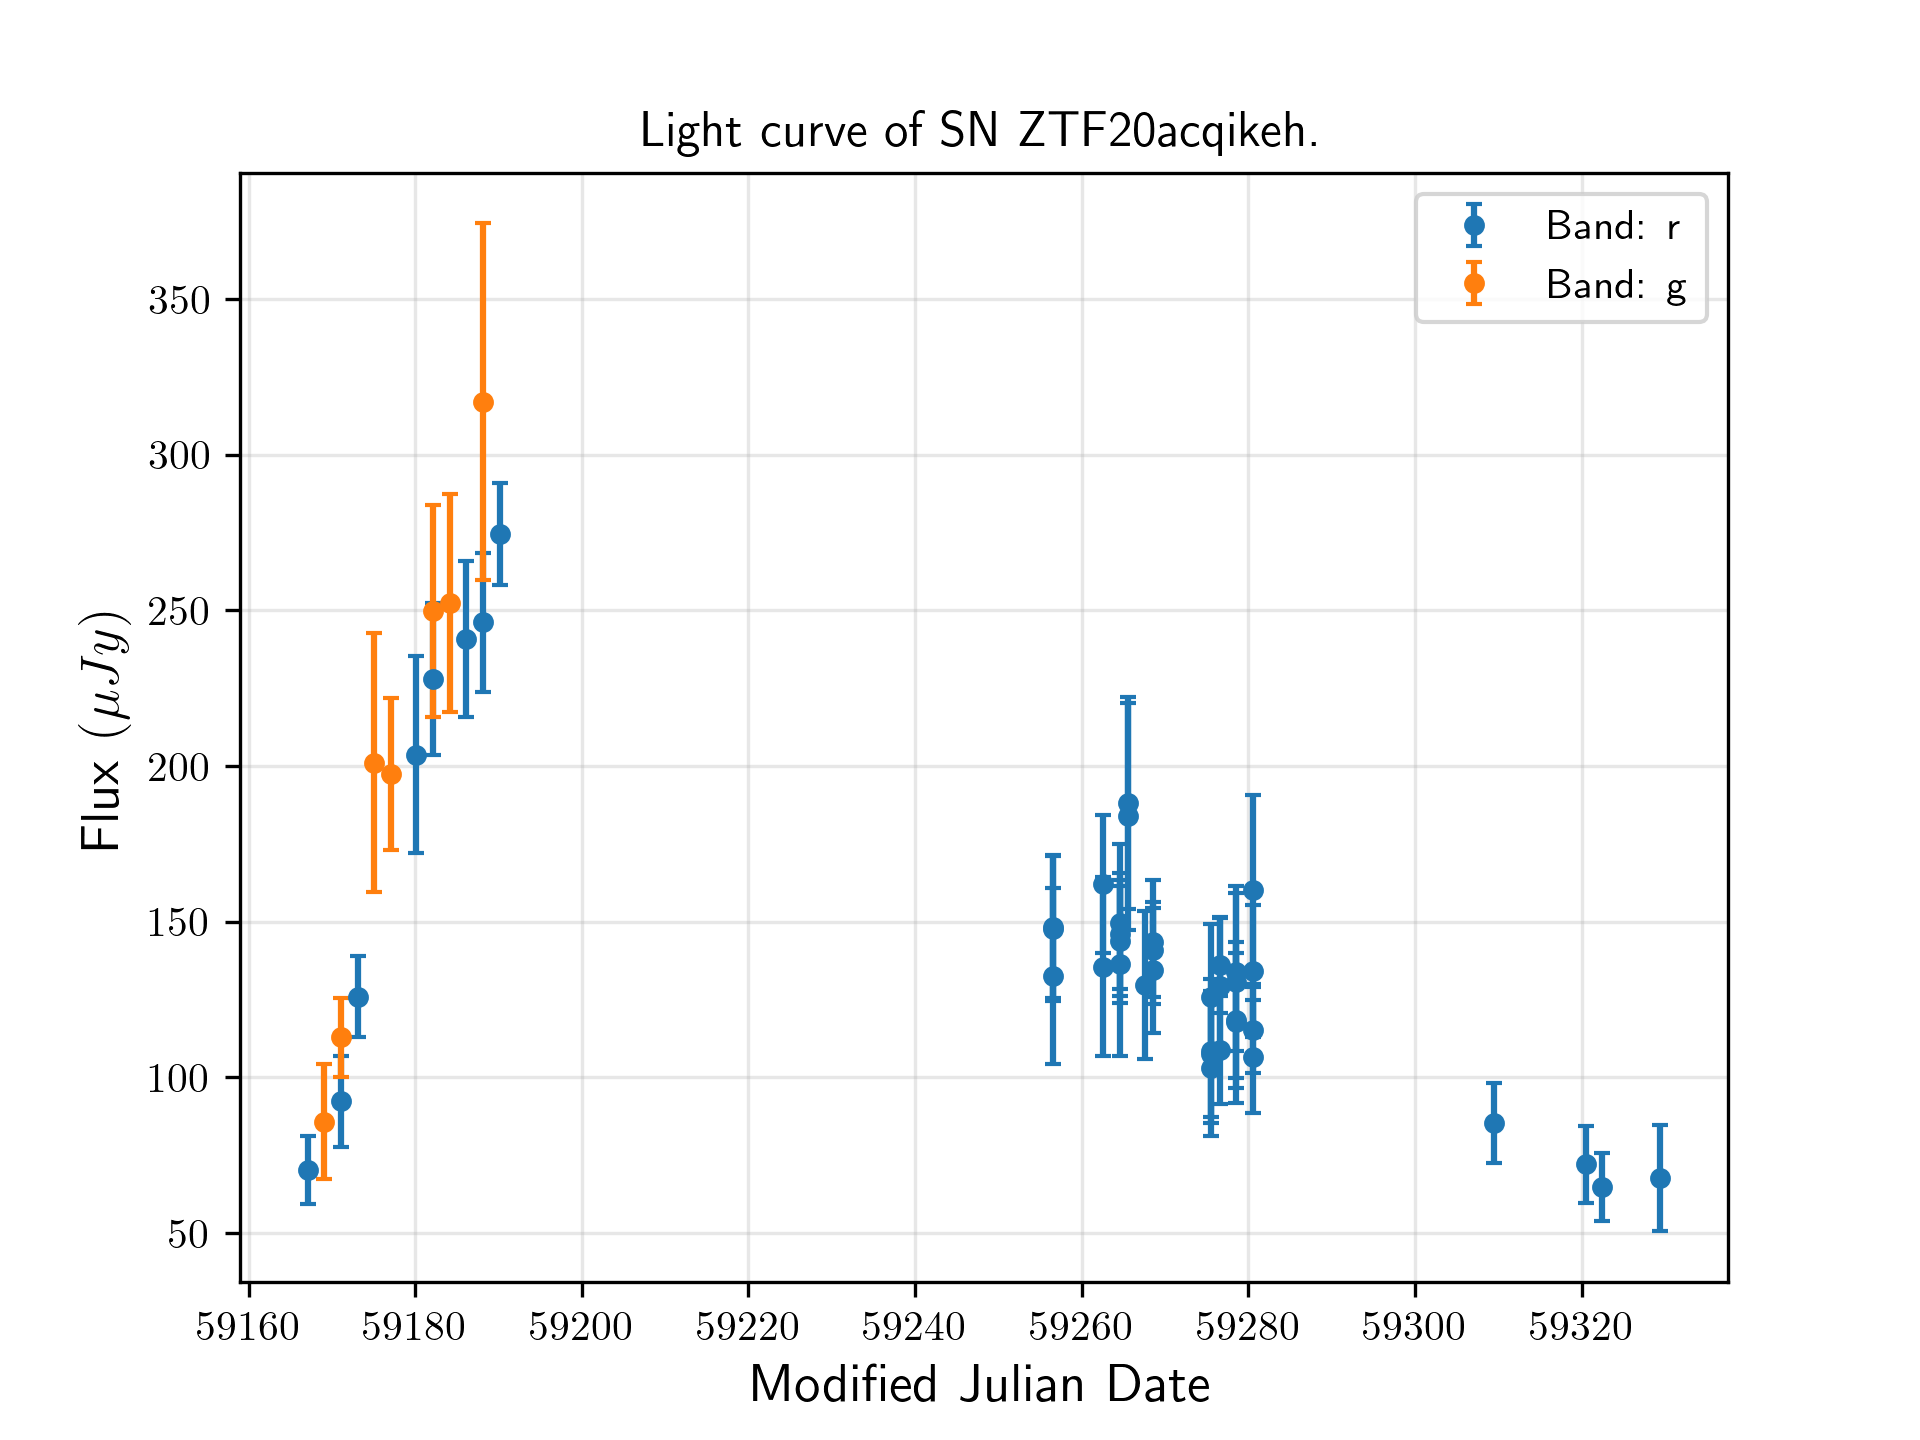 Light curve of SN ZTF20acqikeh.
Band: r
Band: g
Flux (μJy)
350
300
250
200
150
100
50
59160 59180 59200 59220 59240 59260 59280 59300 59320
Modified Julian Date